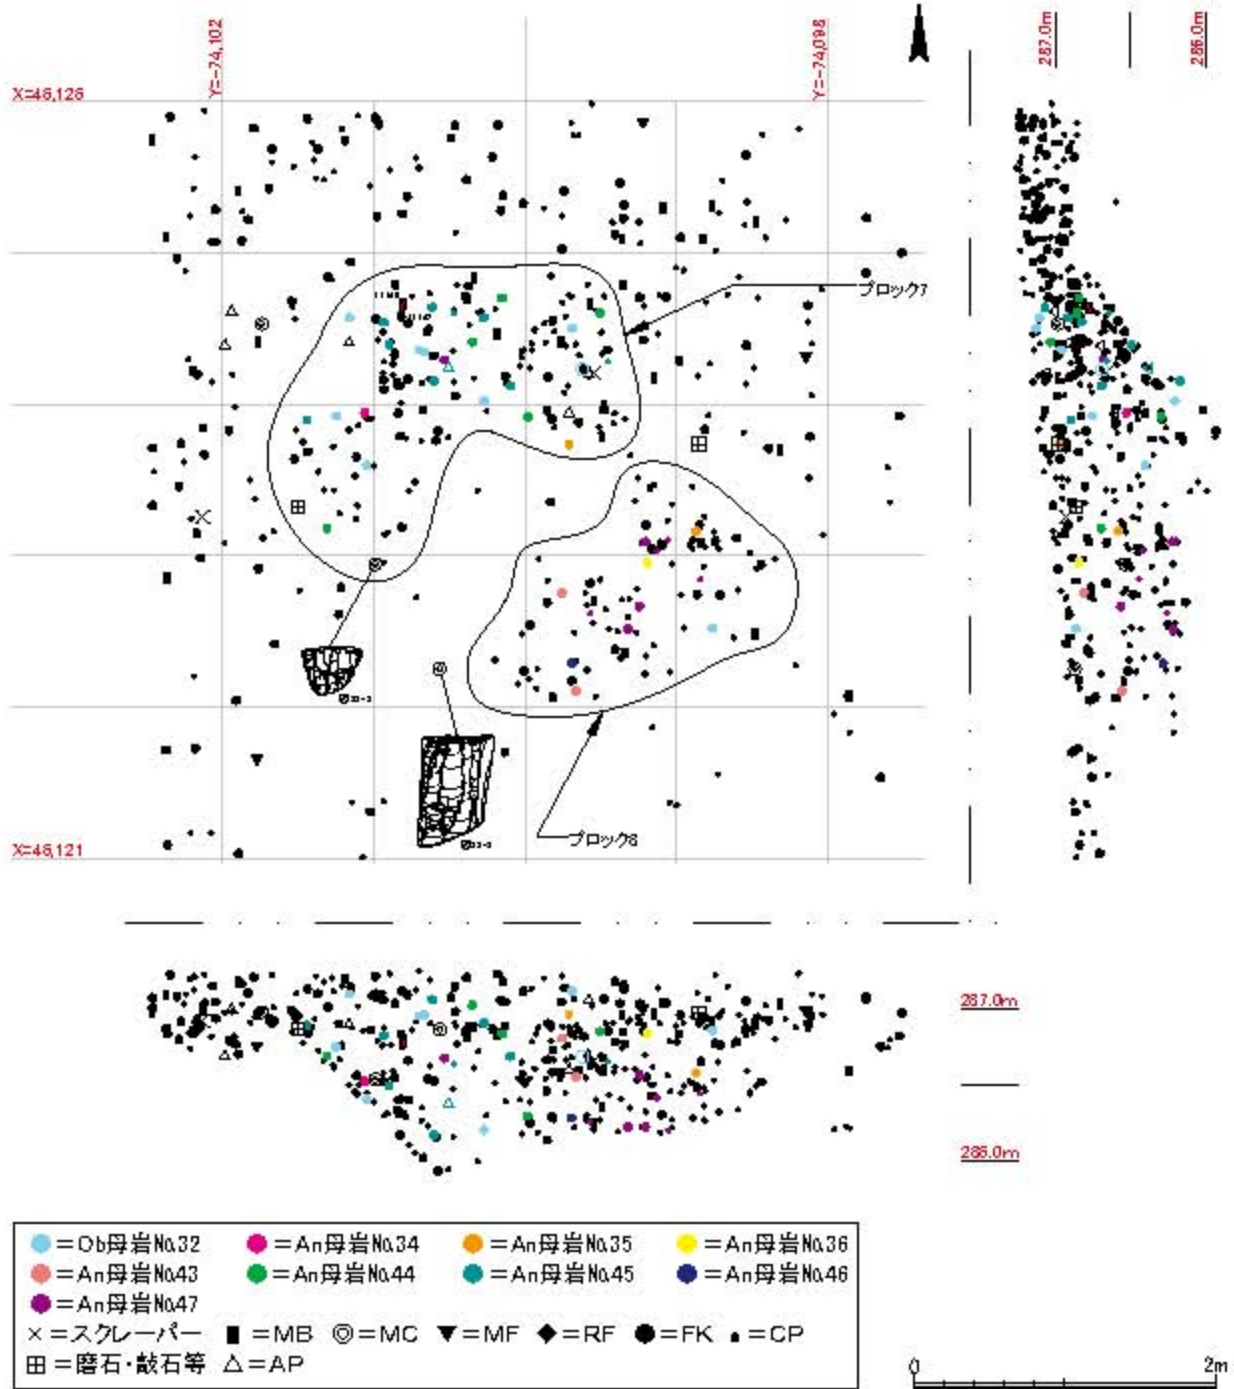 Y=-74,102
Y=-74,098
287.0m
286.0m
X=46,126
ブロック7
X=46,121
ブロック8
287.0m
286.0m
=Ob母岩No.32 =An母岩No.34 =An母岩No.35 =An母岩No.36
=An母岩No.43 =An母岩No.44 =An母岩No.45 =An母岩No.46
=An母岩No.47
×=スクレーパー =MB =MC =MF =RF =FK =CP
=磨石・敲石等 =AP
0 2m